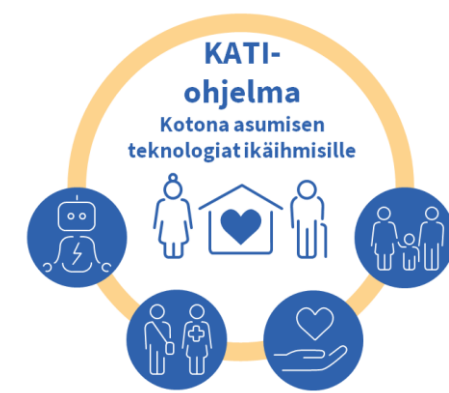 KATI-
ohjelma
Kotona asumisen
teknologiat ikäihmisille